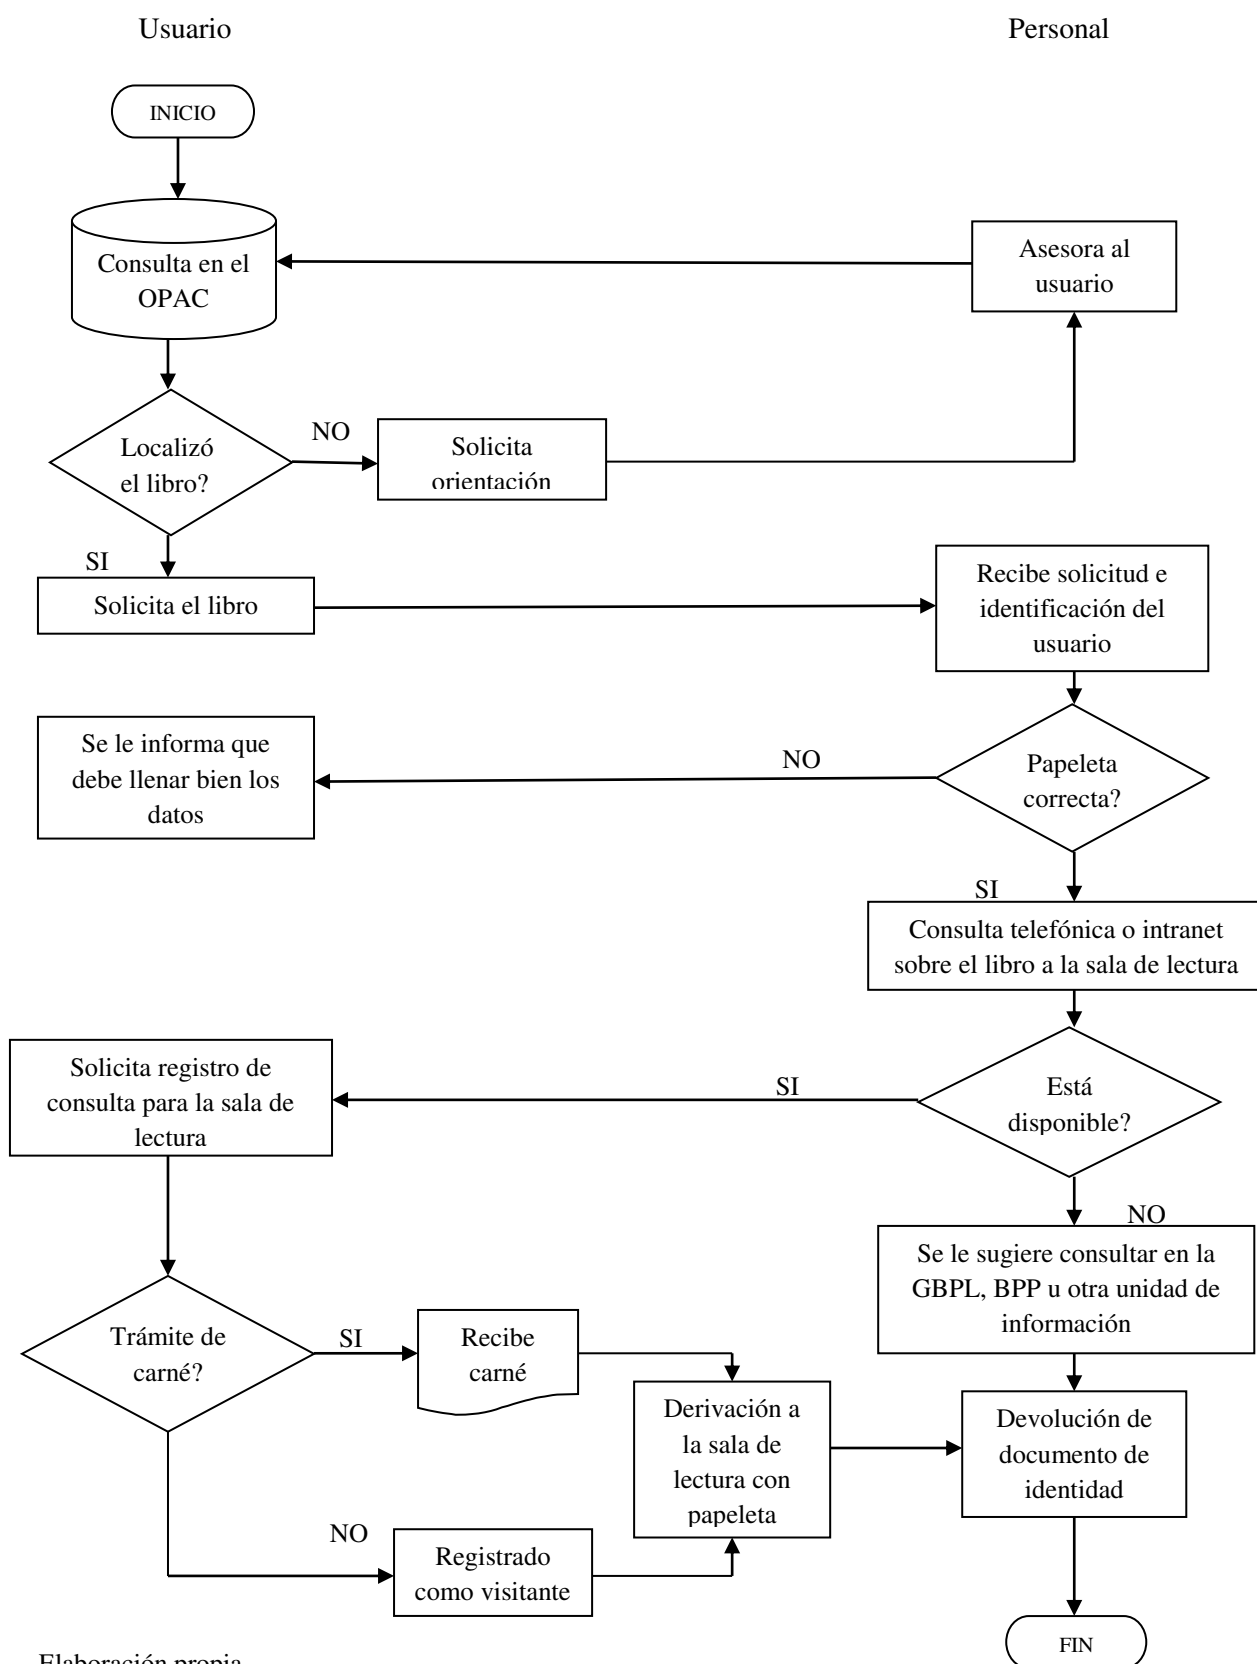 Usuario
Personal
INICIO
Consulta en el
OPAC
Asesora al
usuario
Localizó
el libro?
NO
Solicita
orientación
SI
Solicita el libro
Recibe solicitud e
identificación del
usuario
Se le informa que
debe llenar bien los
datos
NO
Papeleta
correcta?
SI
Consulta telefónica o intranet
sobre el libro a la sala de lectura
Solicita registro de
consulta para la sala de
lectura
SI
Está
disponible?
NO
Se le sugiere consultar en la
GBPL, BPP u otra unidad de
información
Trámite de
carné?
SI
Recibe
carné
Derivación a
la sala de
lectura con
papeleta
Devolución de
documento de
identidad
NO
Registrado
como visitante
FIN
Elaboración propia